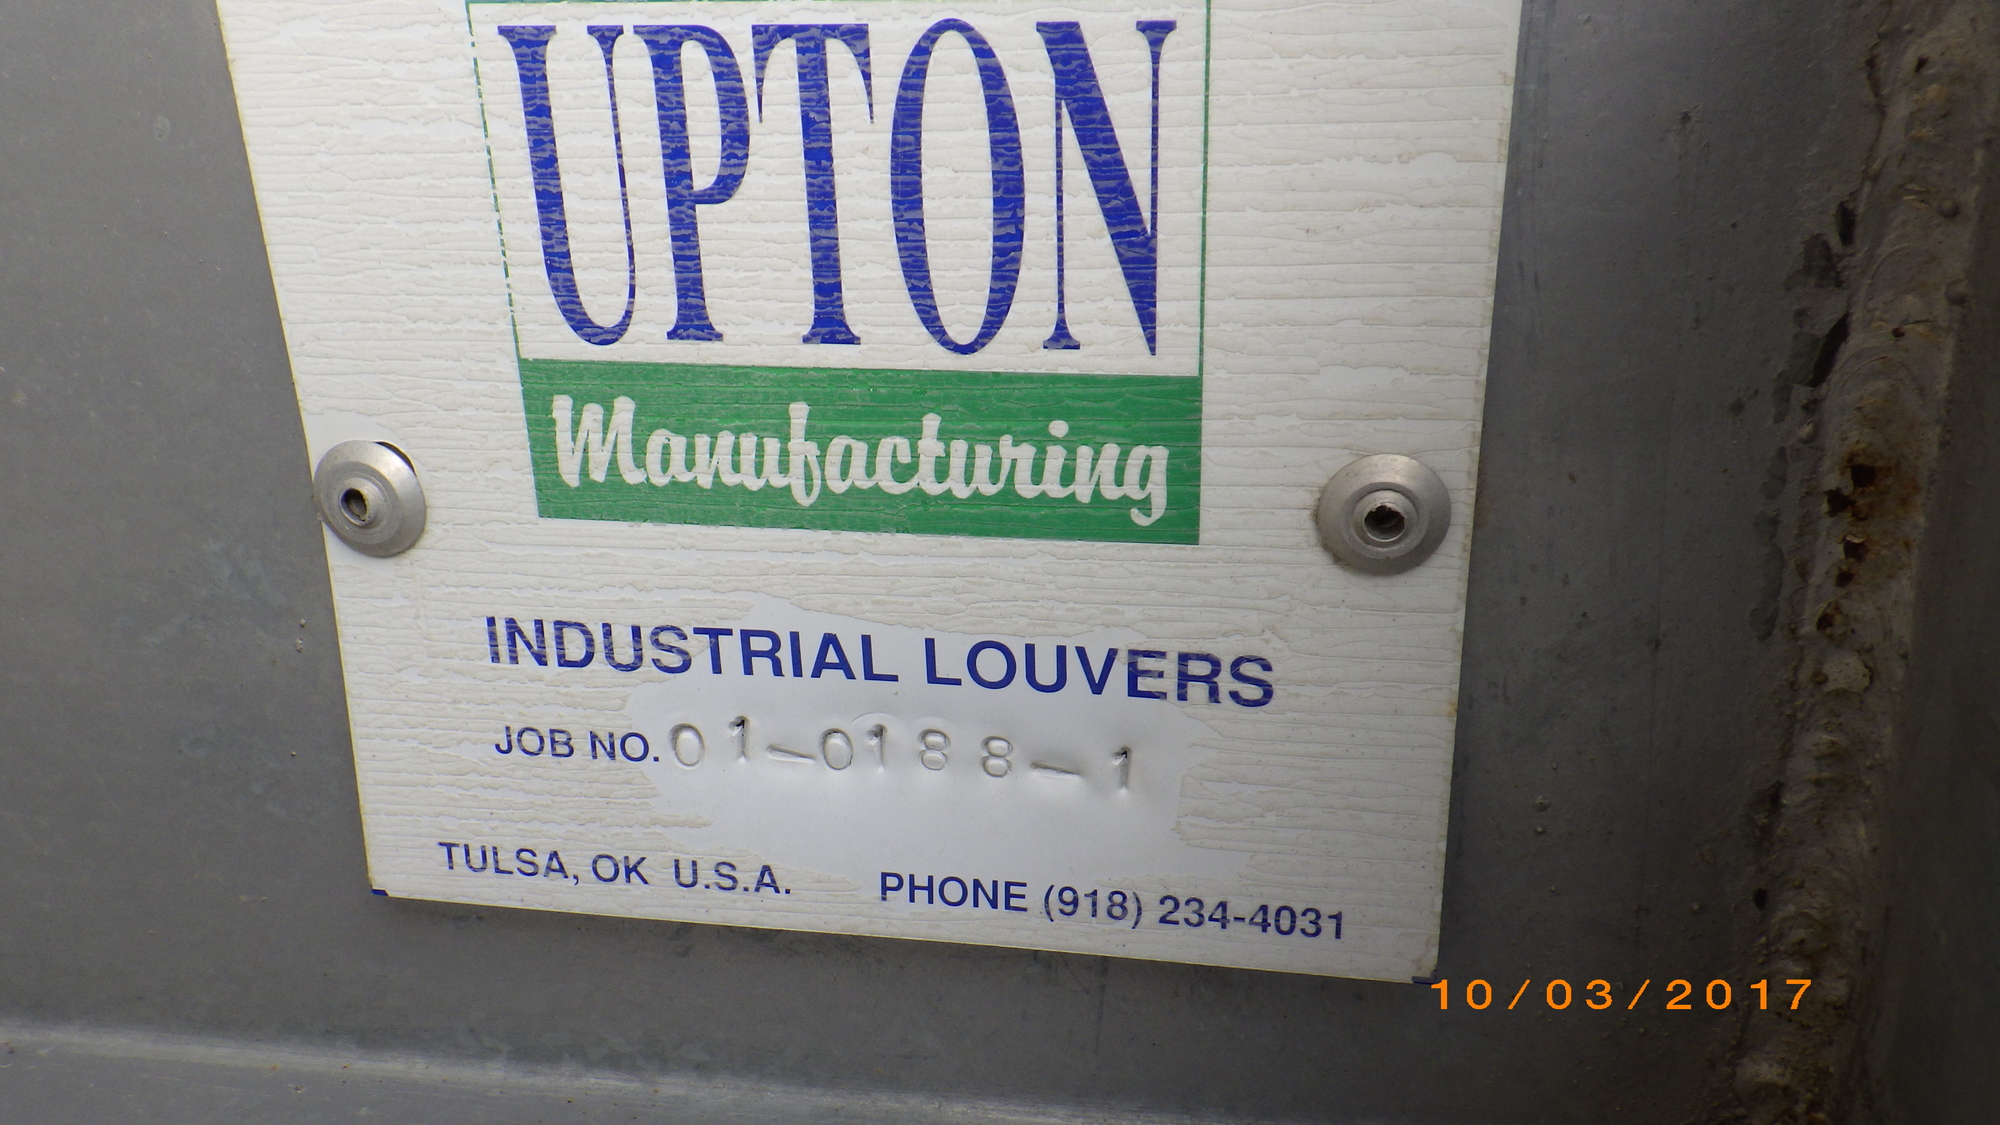 UPTON
Manufacturing
INDUSTRIAL LOUVERS
JOB NO. 01-0188-1
TULSA, OK U.S.A. PHONE (918) 234-4031
10/03/2017